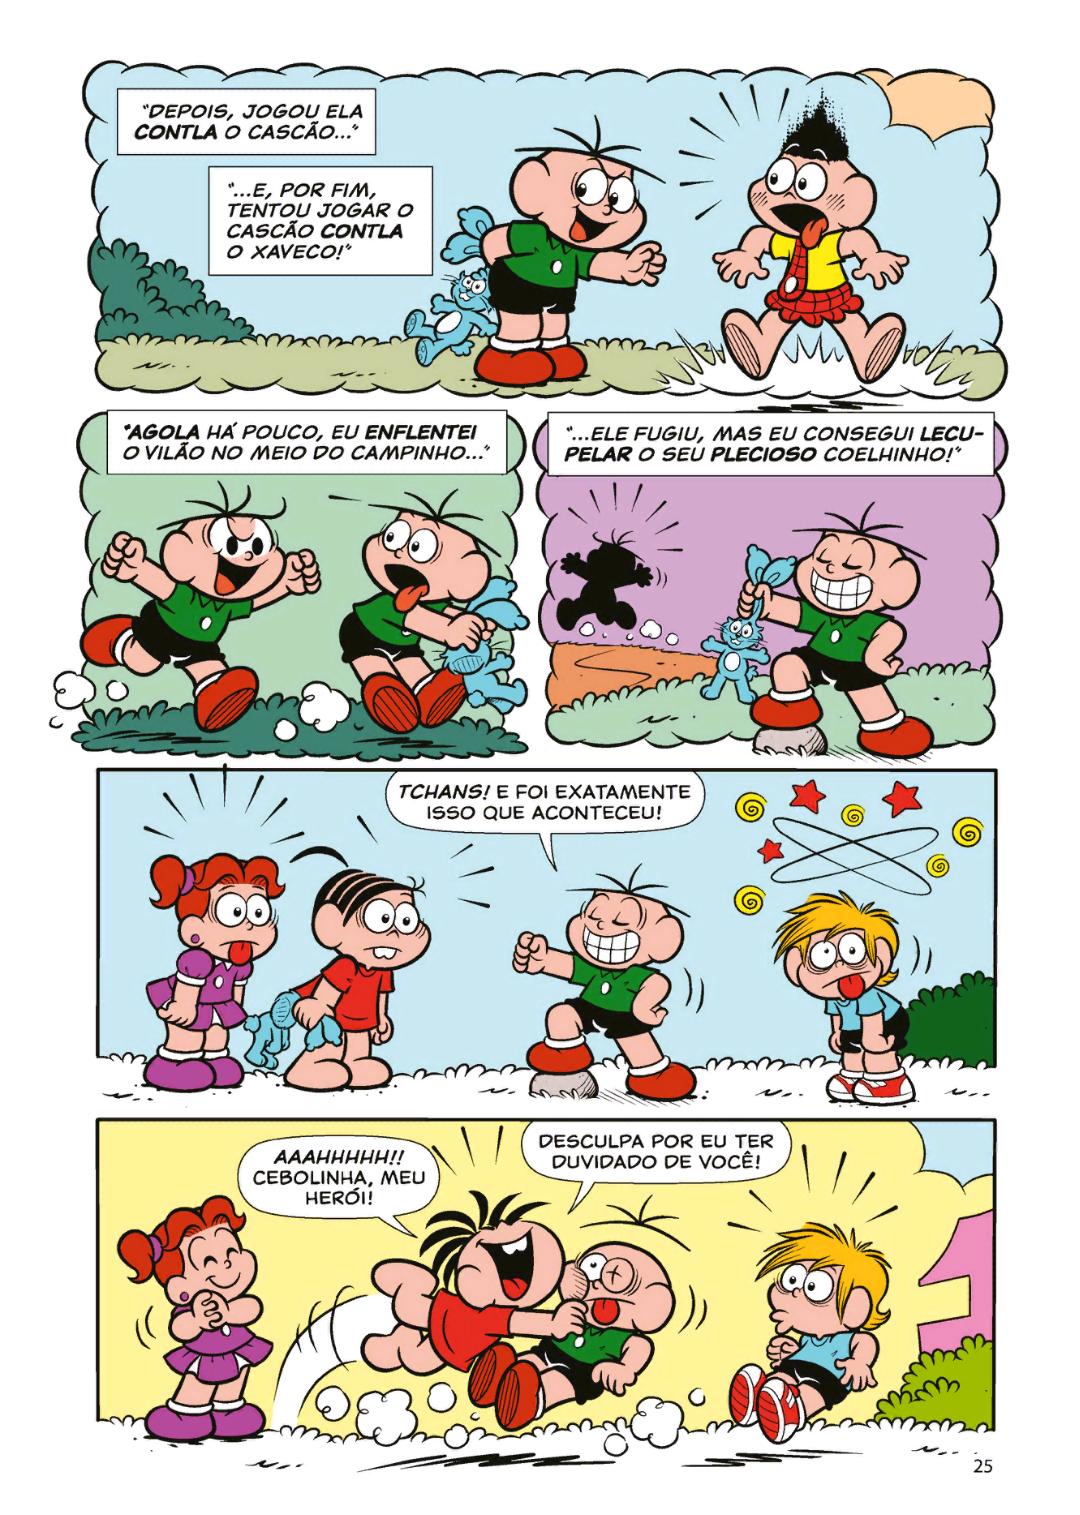 "DEPOIS, JOGOU ELA
CONTLA O CASCÃO..."
"...E, POR FIM,
TENTOU JOGAR O
CASCÃO CONTLA
O XAVECO!"
"AGOLA HÁ POUCO, EU ENFLENTEI
O VILÃO NO MEIO DO CAMPINHO..."
"...ELE FUGIU, MAS EU CONSEGUI LECU-
PELAR O SEU PLECIOSO COELHINHO!"
TCHANS! E FOI EXATAMENTE
ISSO QUE ACONTECEU!
AAAHHHHH!!
CEBOLINHA, MEU
HERÓI!
DESCULPA POR EU TER
DUVIDADO DE VOCÊ!
25